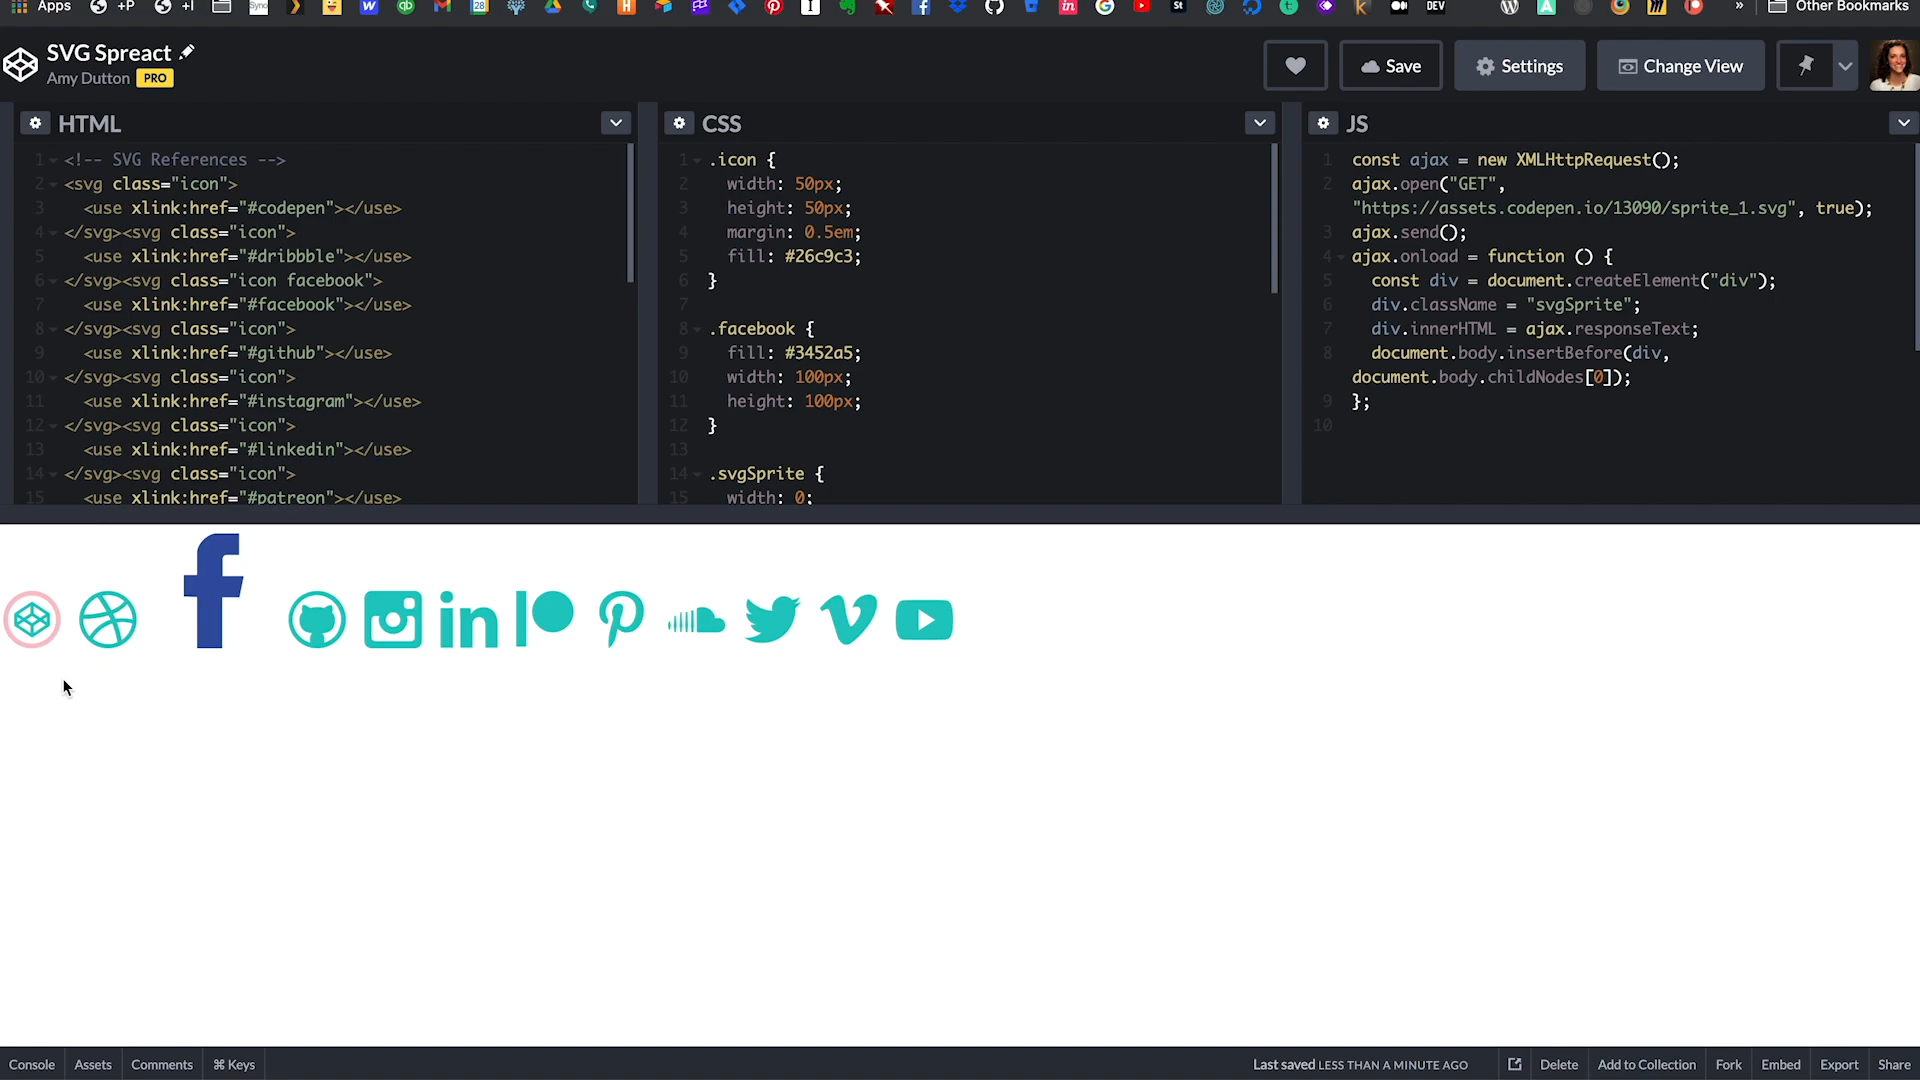 Apps +P +I Syno Other Bookmarks
SVG Spreact
Amy Dutton PRO
Save Settings Change View
HTML
1 <!-- SVG References -->
2 <svg class="icon">
3 <use xlink:href="#codepen"></use>
4 </svg><svg class="icon">
5 <use xlink:href="#dribbble"></use>
6 </svg><svg class="icon facebook">
7 <use xlink:href="#facebook"></use>
8 </svg><svg class="icon">
9 <use xlink:href="#github"></use>
10 </svg><svg class="icon">
11 <use xlink:href="#instagram"></use>
12 </svg><svg class="icon">
13 <use xlink:href="#linkedin"></use>
14 </svg><svg class="icon">
15 <use xlink:href="#patreon"></use>
CSS
1 .icon {
2 width: 50px;
3 height: 50px;
4 margin: 0.5em;
5 fill: #26c9c3;
6 }
7
8 .facebook {
9 fill: #3452a5;
10 width: 100px;
11 height: 100px;
12 }
13
14 .svgSprite {
15 width: 0;
JS
1 const ajax = new XMLHttpRequest();
2 ajax.open("GET",
"https://assets.codepen.io/13090/sprite_1.svg", true);
3 ajax.send();
4 ajax.onload = function () {
5 const div = document.createElement("div");
6 div.className = "svgSprite";
7 div.innerHTML = ajax.responseText;
8 document.body.insertBefore(div,
document.body.childNodes[0]);
9 };
10
Console Assets Comments ⌘ Keys Last saved LESS THAN A MINUTE AGO Delete Add to Collection Fork Embed Export Share